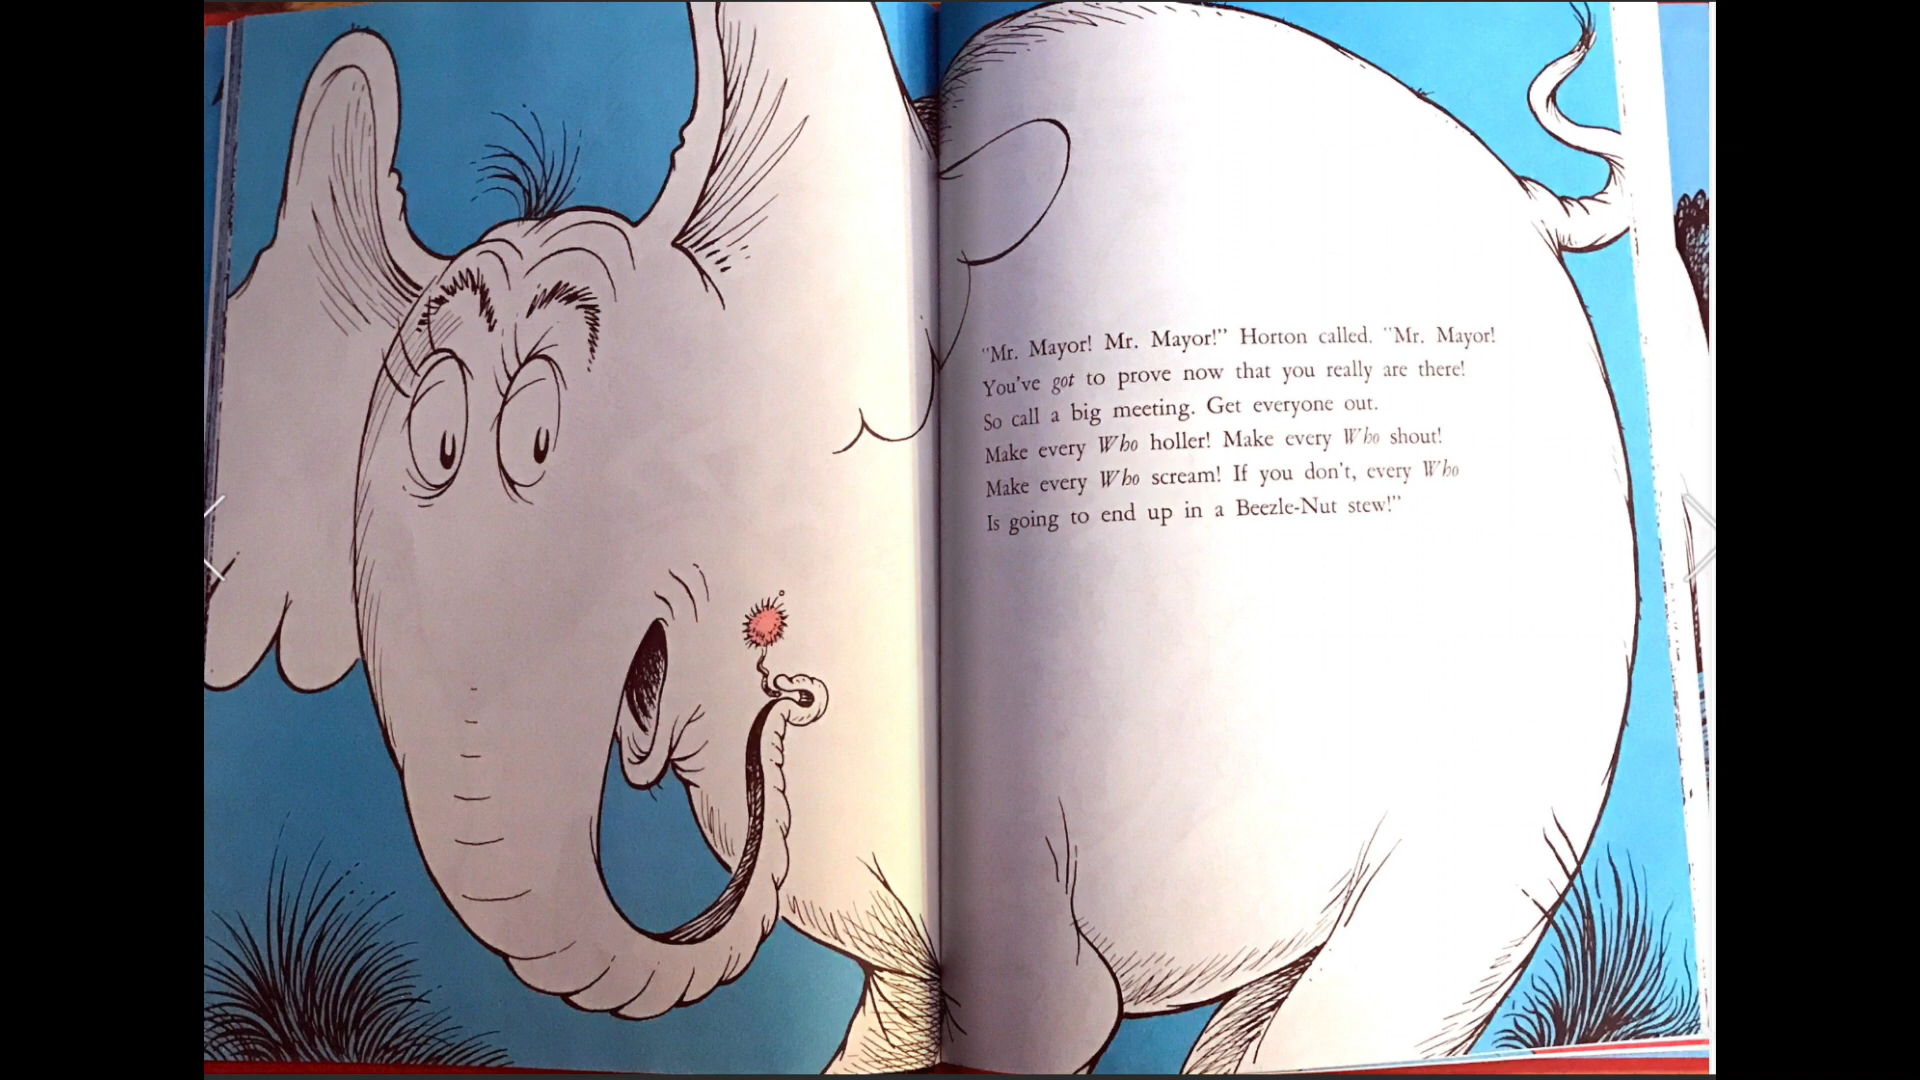 "Mr. Mayor! Mr. Mayor!" Horton called. "Mr. Mayor!
You've got to prove now that you really are there!
So call a big meeting. Get everyone out.
Make every Who holler! Make every Who shout!
Make every Who scream! If you don't, every Who
Is going to end up in a Beezle-Nut stew!"